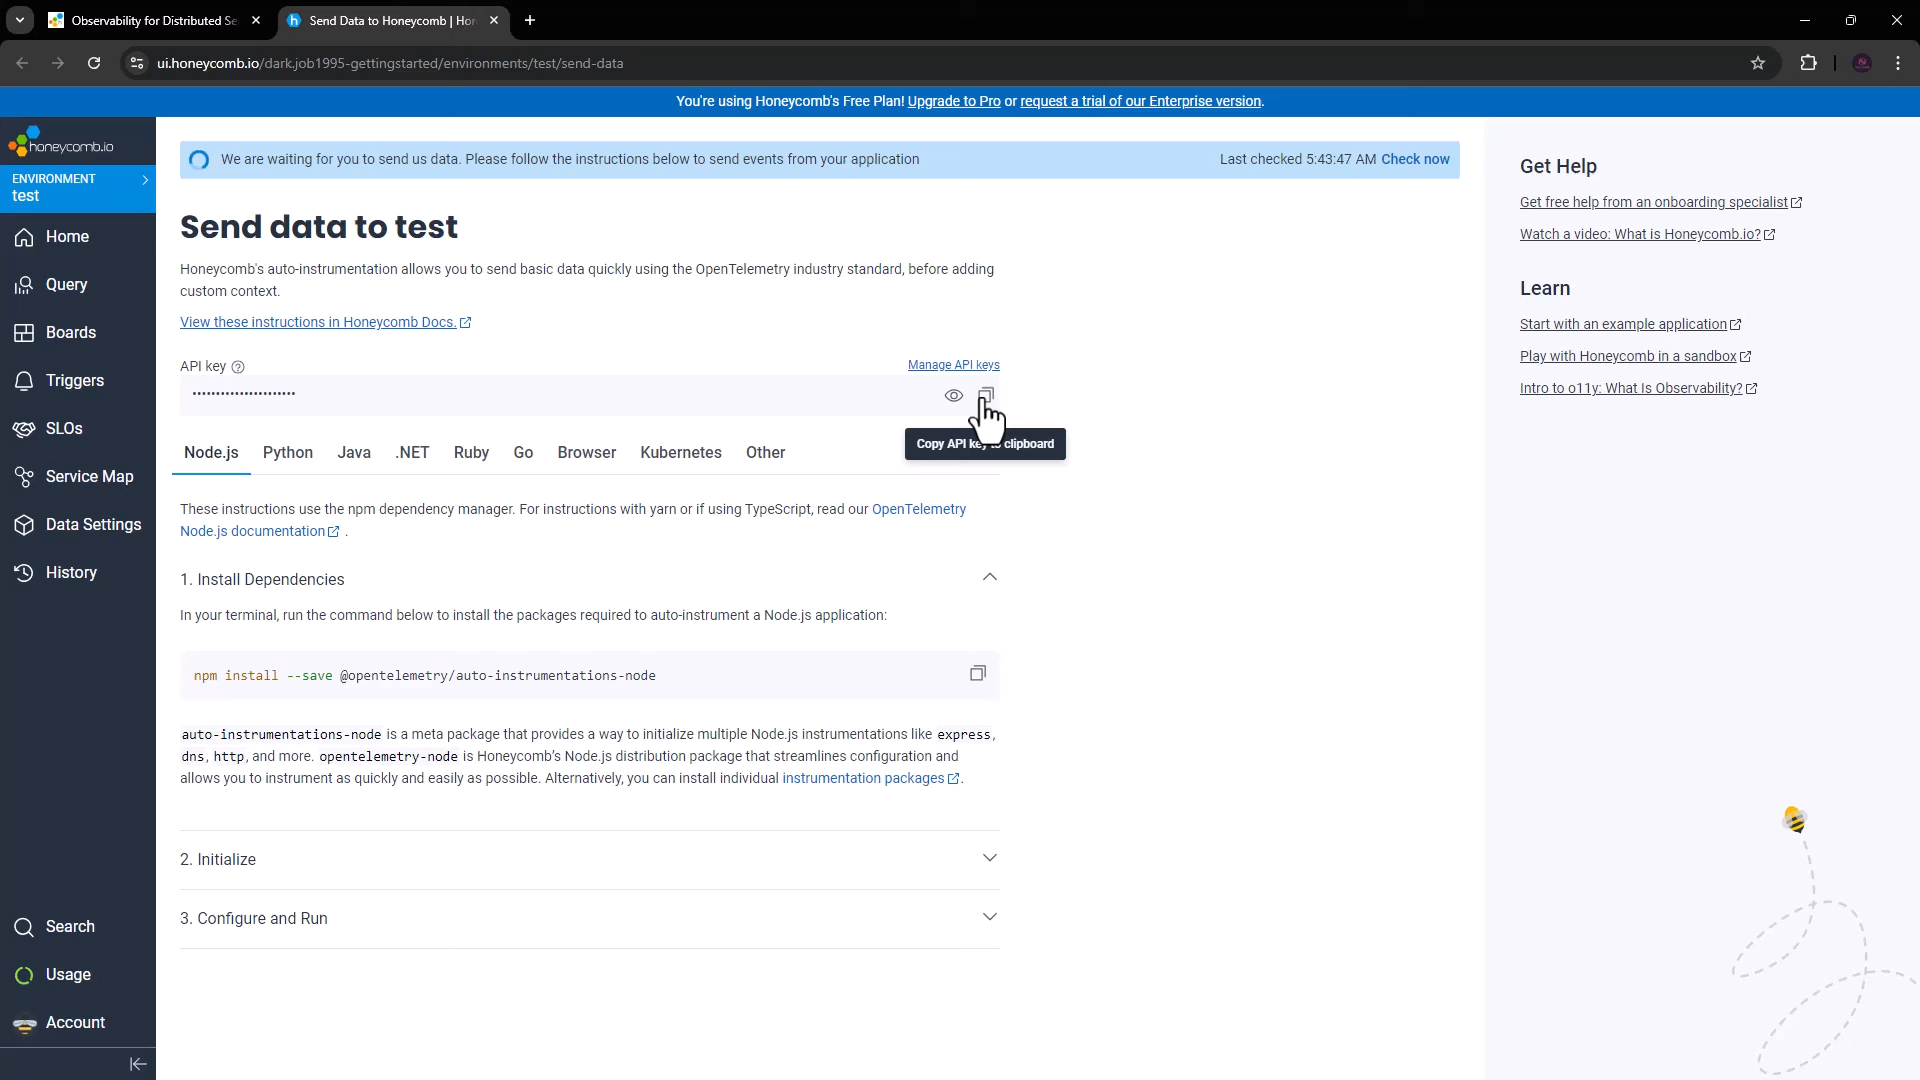 Observability for Distributed Se
Send Data to Honeycomb | Hon
ui.honeycomb.io/dark.job1995-gettingstarted/environments/test/send-data
You're using Honeycomb's Free Plan! Upgrade to Pro or request a trial of our Enterprise version.
honeycomb.io
ENVIRONMENT
test
Home
Query
Boards
Triggers
SLOs
Service Map
Data Settings
History
Search
Usage
Account
We are waiting for you to send us data. Please follow the instructions below to send events from your application
Last checked 5:43:47 AM Check now
Send data to test
Honeycomb's auto-instrumentation allows you to send basic data quickly using the OpenTelemetry industry standard, before adding
custom context.
View these instructions in Honeycomb Docs.
API key
Manage API keys
••••••••••••••••••••••
Copy API key to clipboard
Node.js Python Java .NET Ruby Go Browser Kubernetes Other
These instructions use the npm dependency manager. For instructions with yarn or if using TypeScript, read our OpenTelemetry
Node.js documentation .
1. Install Dependencies
In your terminal, run the command below to install the packages required to auto-instrument a Node.js application:
npm install --save @opentelemetry/auto-instrumentations-node
auto-instrumentations-node is a meta package that provides a way to initialize multiple Node.js instrumentations like express,
dns, http, and more. opentelemetry-node is Honeycomb's Node.js distribution package that streamlines configuration and
allows you to instrument as quickly and easily as possible. Alternatively, you can install individual instrumentation packages.
2. Initialize
3. Configure and Run
Get Help
Get free help from an onboarding specialist
Watch a video: What is Honeycomb.io?
Learn
Start with an example application
Play with Honeycomb in a sandbox
Intro to o11y: What Is Observability?